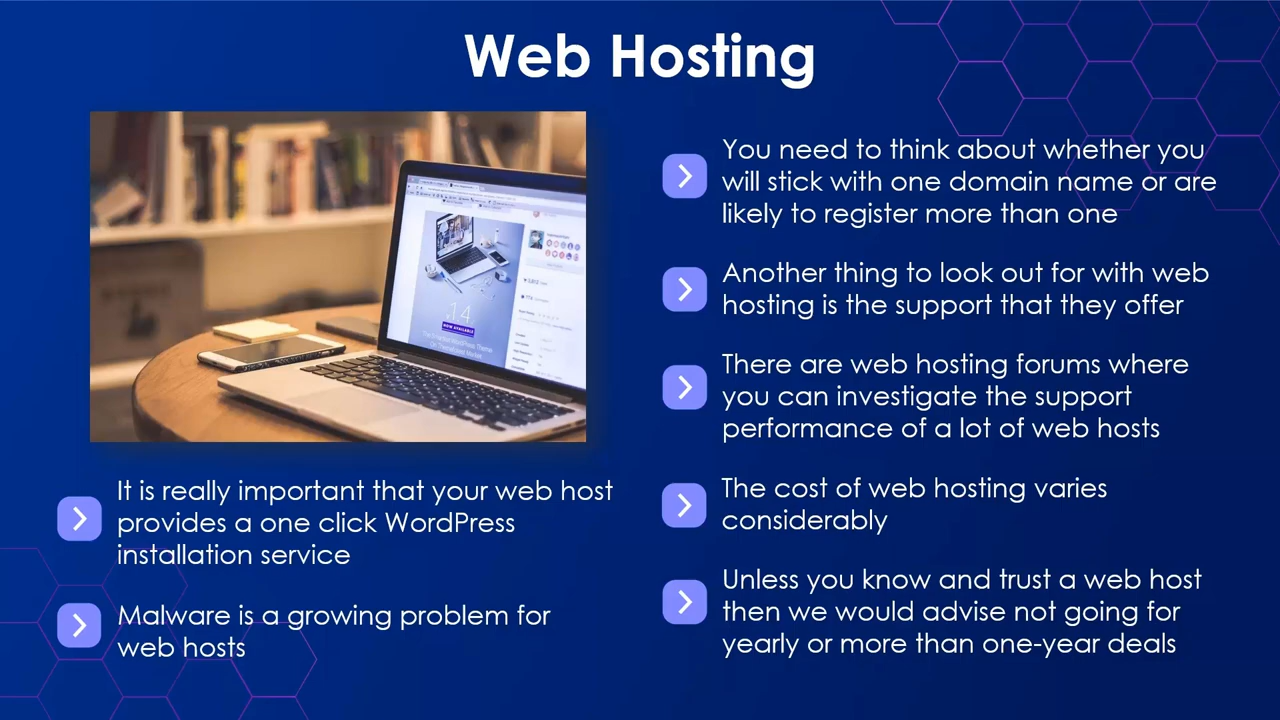 Web Hosting
It is really important that your web host
provides a one click WordPress
installation service
Malware is a growing problem for
web hosts
You need to think about whether you
will stick with one domain name or are
likely to register more than one
Another thing to look out for with web
hosting is the support that they offer
There are web hosting forums where
you can investigate the support
performance of a lot of web hosts
The cost of web hosting varies
considerably
Unless you know and trust a web host
then we would advise not going for
yearly or more than one-year deals
.14
NOW AVAILABLE